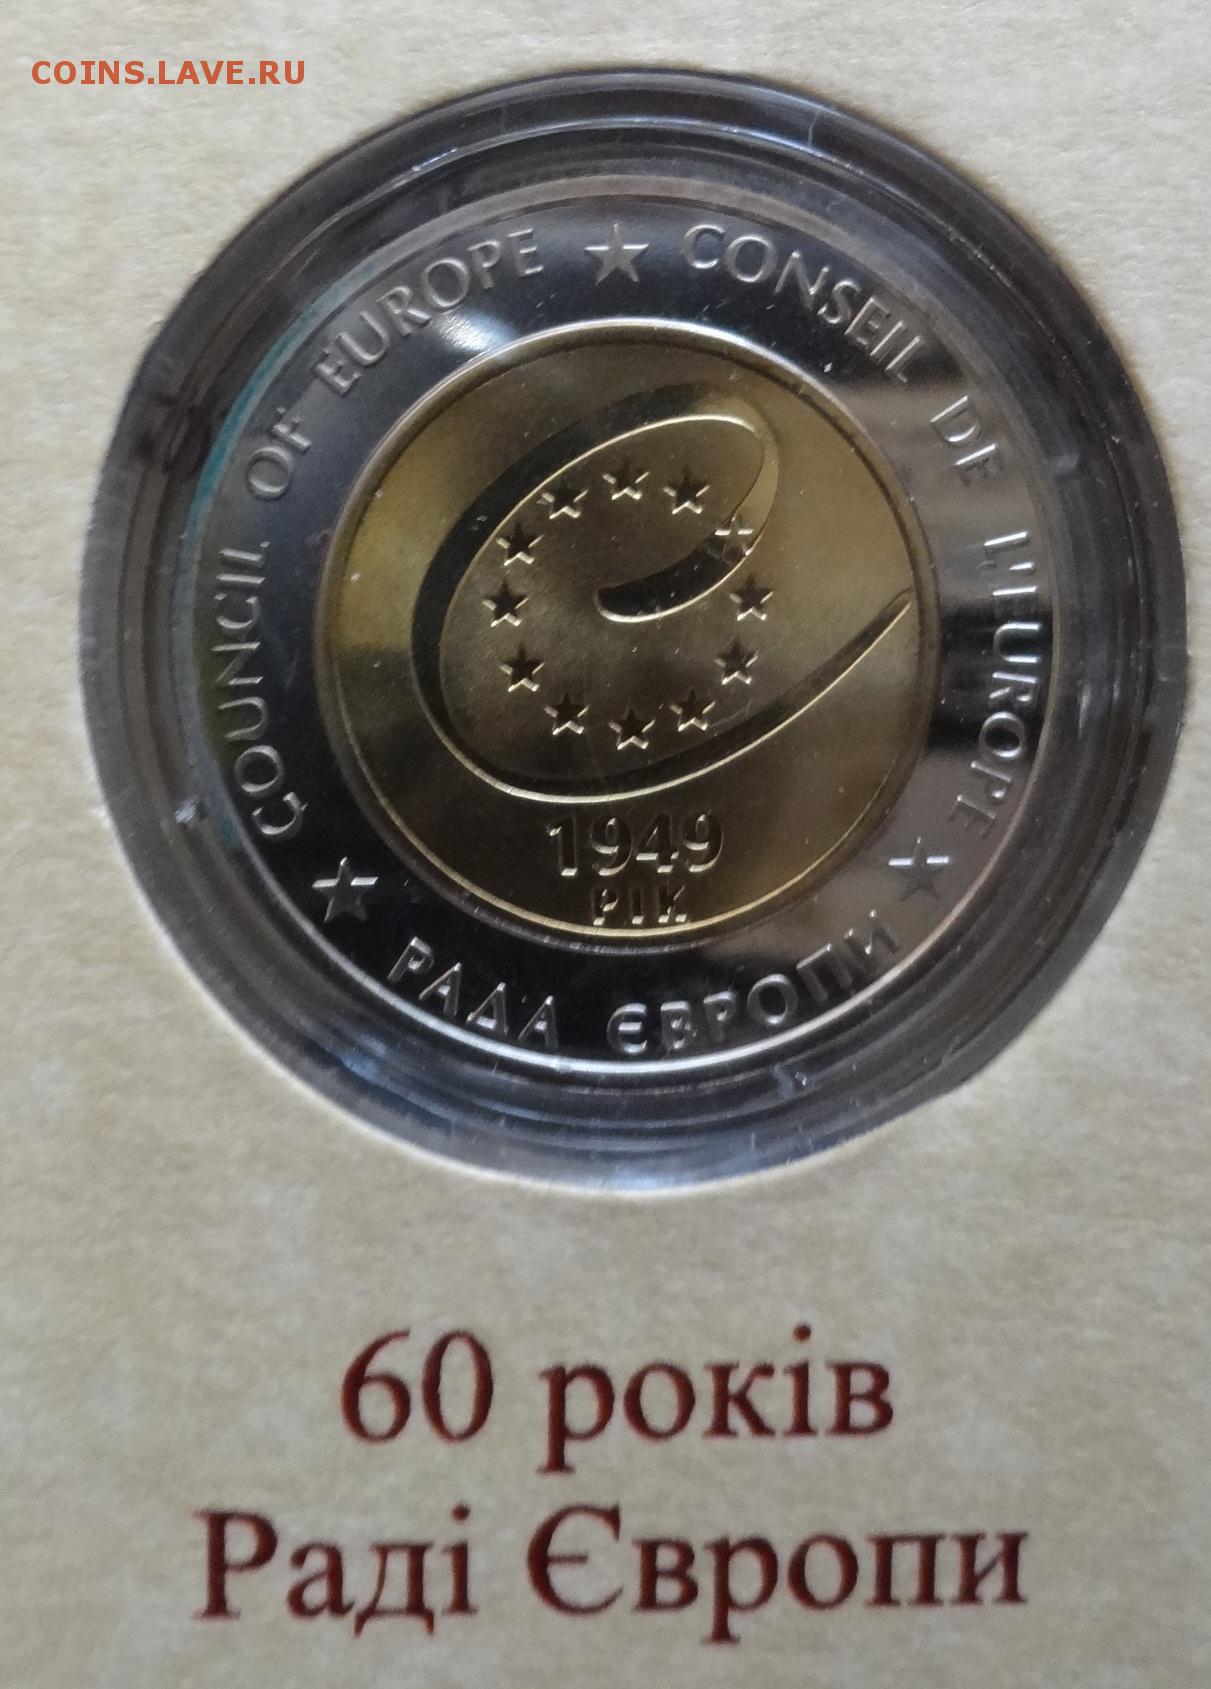 COINS.LAVE.RU
COUNCIL OF EUROPE ★ CONSEIL DE L'EUROPE ★
★ РАДА ЄВРОПИ
1949
РІК
60 років
Раді Європи